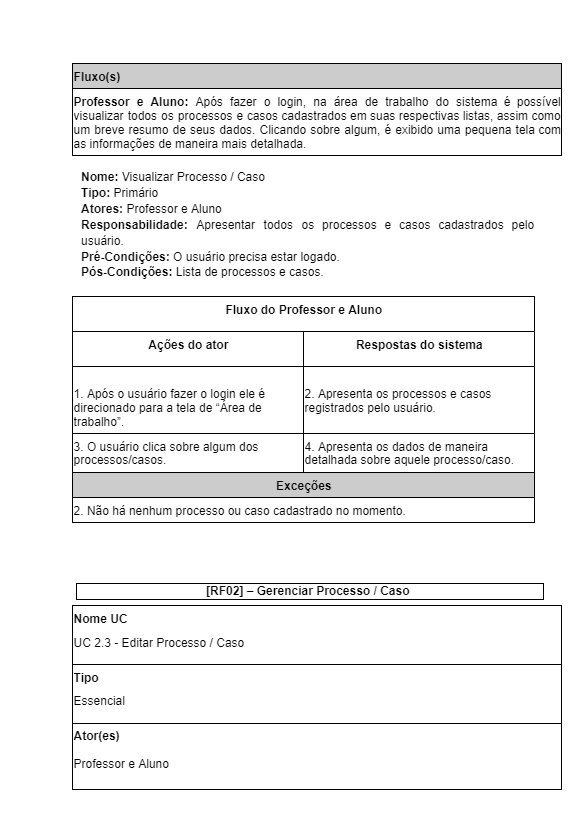 Fluxo(s)
Professor e Aluno: Após fazer o login, na área de trabalho do sistema é possível
visualizar todos os processos e casos cadastrados em suas respectivas listas, assim como
um breve resumo de seus dados. Clicando sobre algum, é exibido uma pequena tela com
as informações de maneira mais detalhada.
Nome: Visualizar Processo / Caso
Tipo: Primário
Atores: Professor e Aluno
Responsabilidade: Apresentar todos os processos e casos cadastrados pelo
usuário.
Pré-Condições: O usuário precisa estar logado.
Pós-Condições: Lista de processos e casos.
Fluxo do Professor e Aluno
Ações do ator
Respostas do sistema
1. Após o usuário fazer o login ele é
direcionado para a tela de “Área de
trabalho”.
2. Apresenta os processos e casos
registrados pelo usuário.
3. O usuário clica sobre algum dos
processos/casos.
4. Apresenta os dados de maneira
detalhada sobre aquele processo/caso.
Exceções
2. Não há nenhum processo ou caso cadastrado no momento.
[RF02] – Gerenciar Processo / Caso
Nome UC
UC 2.3 - Editar Processo / Caso
Tipo
Essencial
Ator(es)
Professor e Aluno